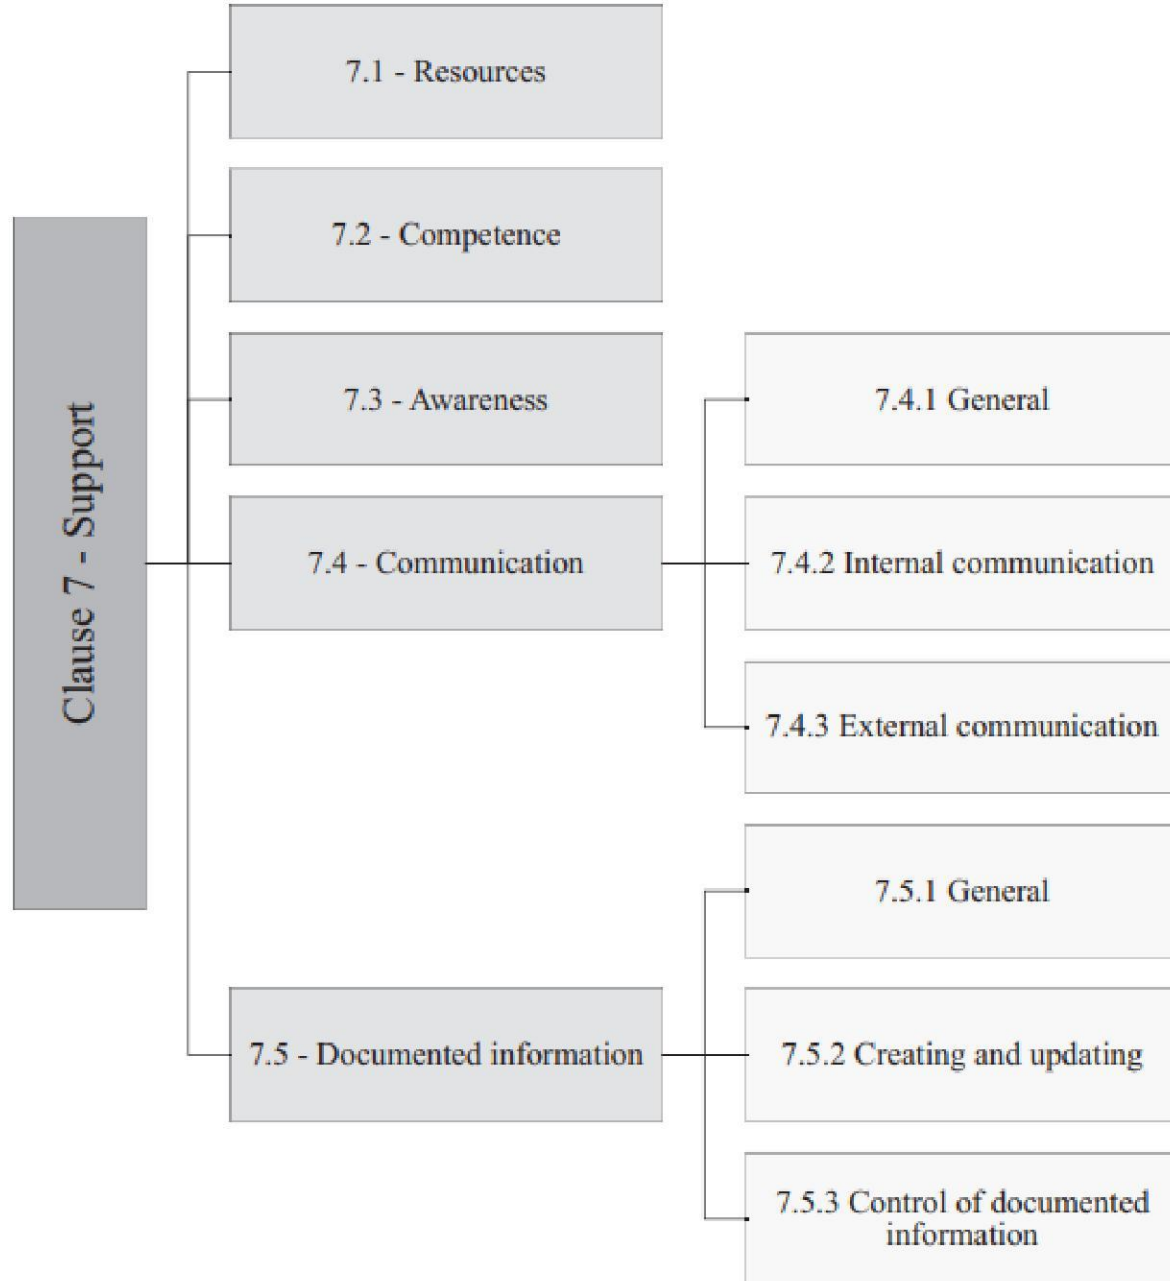 Clause 7 - Support
7.1 - Resources
7.2 - Competence
7.3 - Awareness
7.4 - Communication
7.4.1 General
7.4.2 Internal communication
7.4.3 External communication
7.5 - Documented information
7.5.1 General
7.5.2 Creating and updating
7.5.3 Control of documented
information